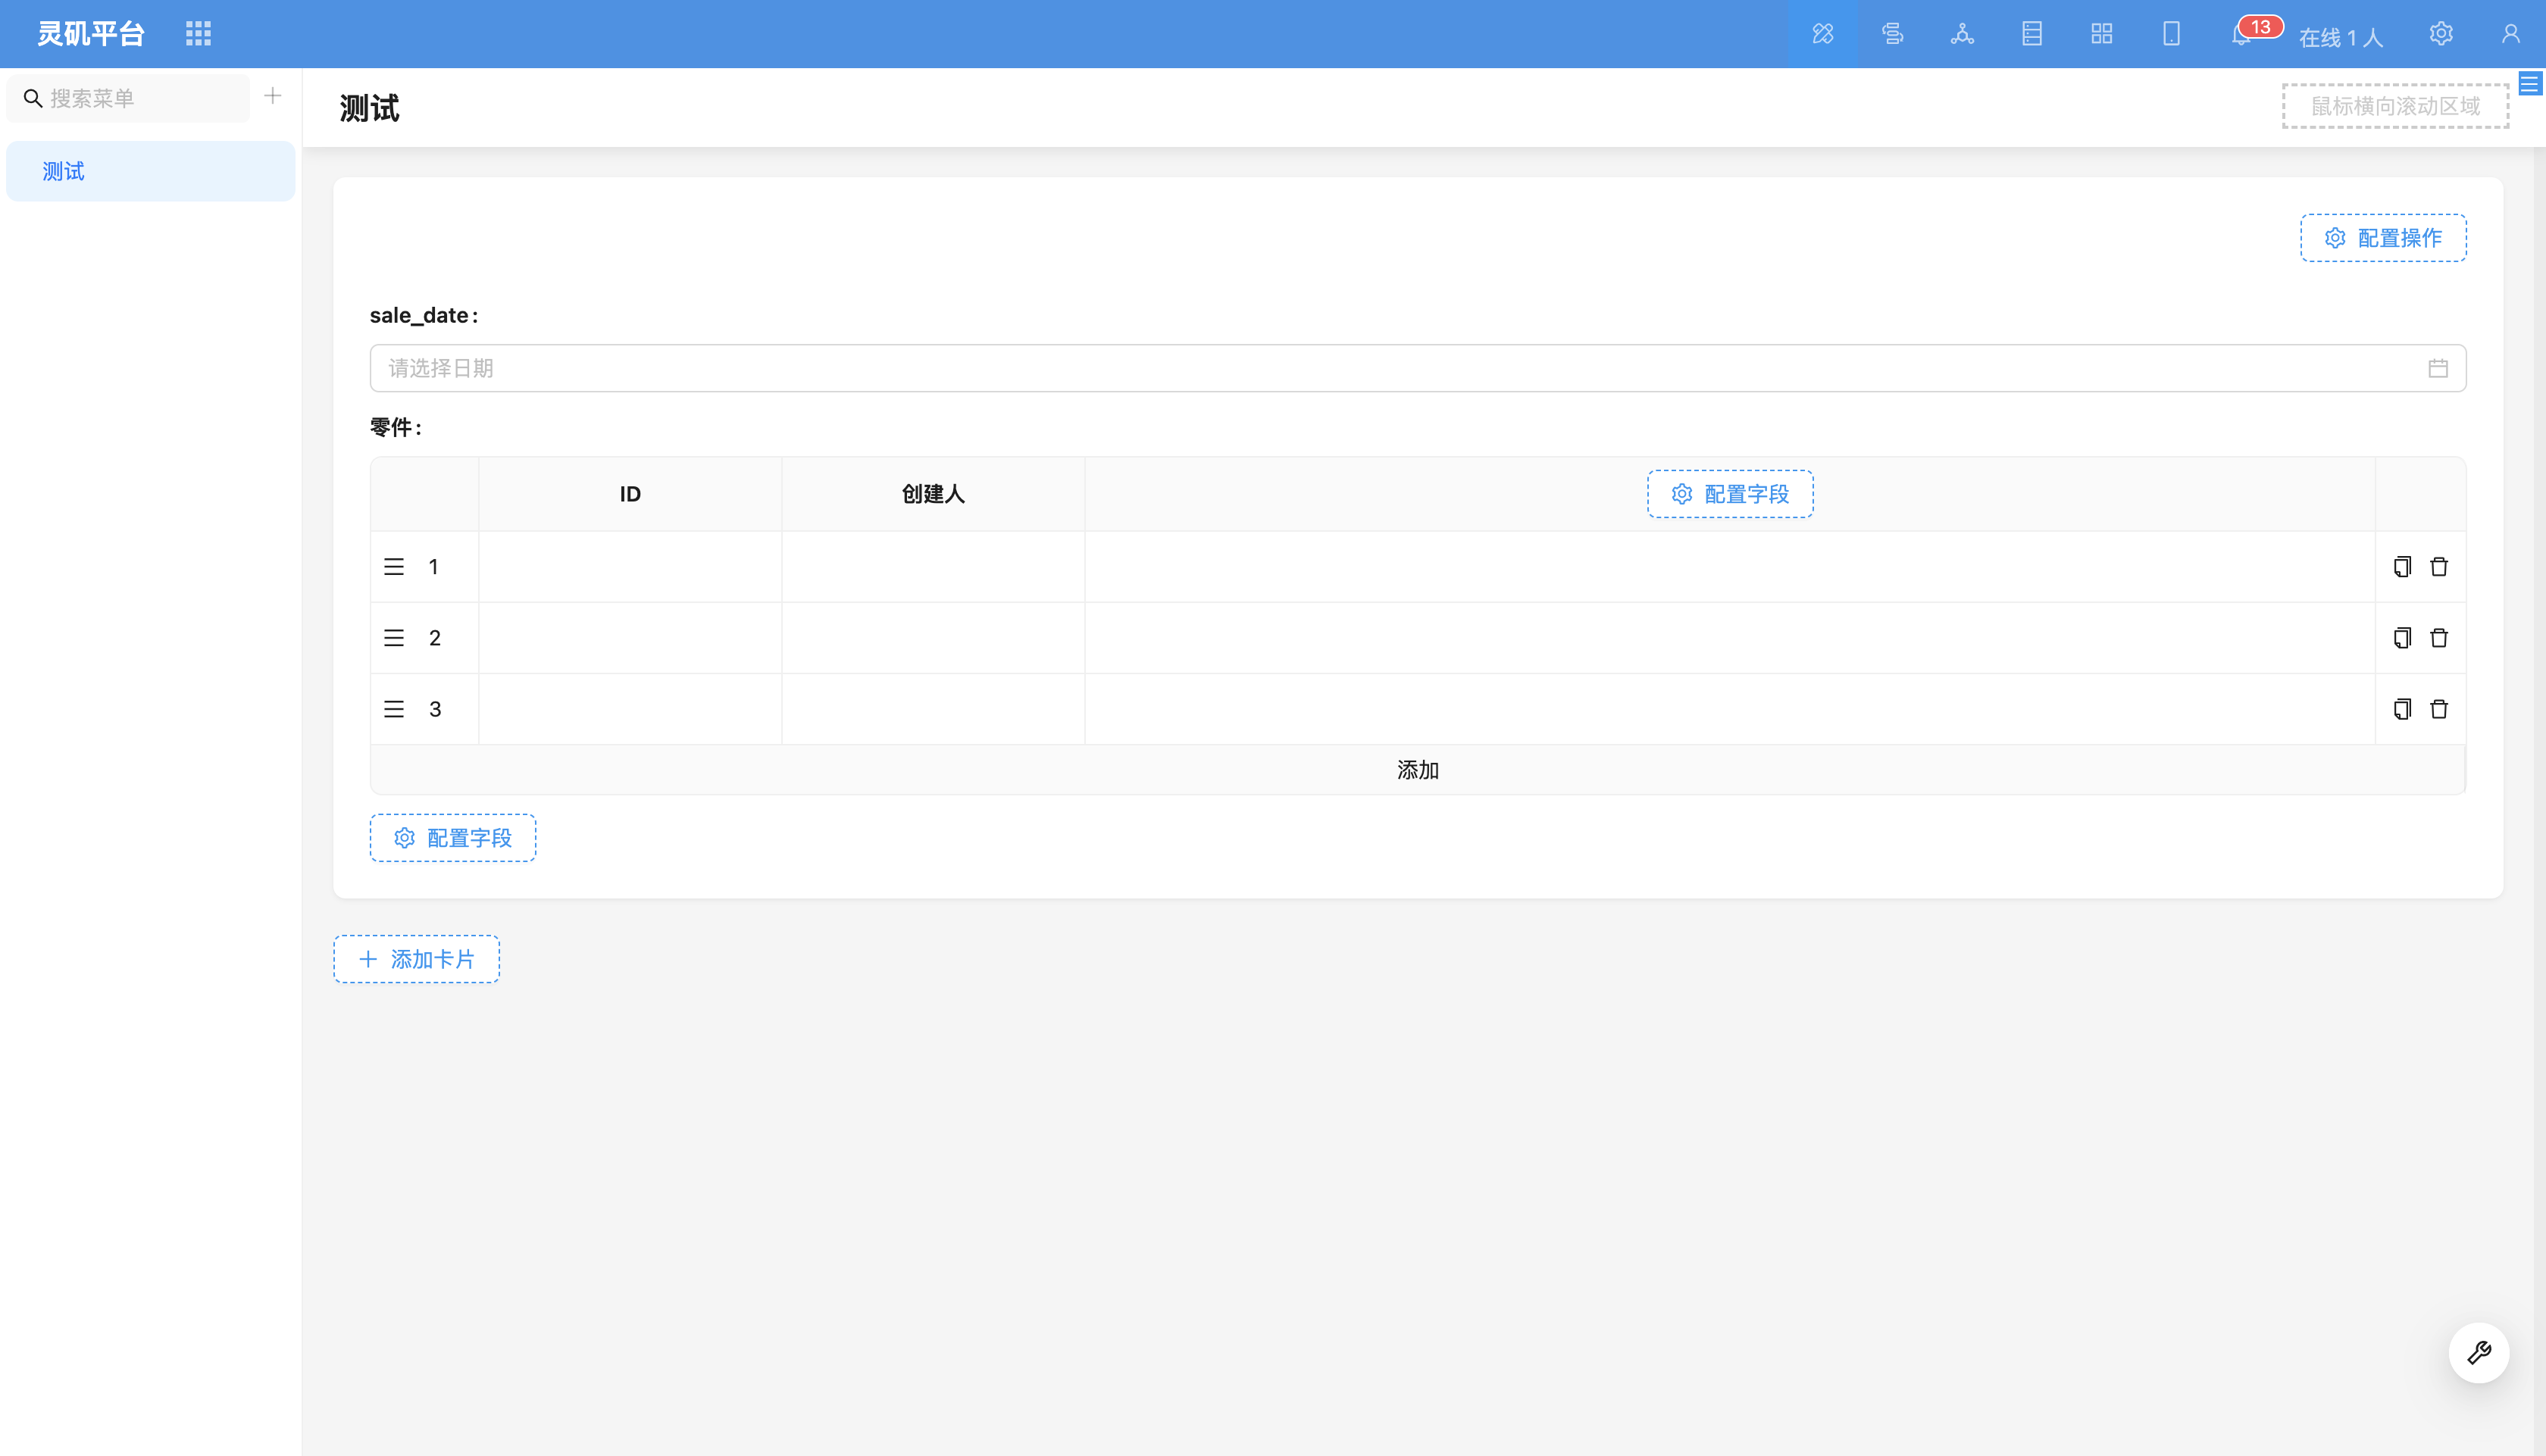 灵矶平台
13
在线 1 人
搜索菜单
测试
测试
鼠标横向滚动区域
配置操作
sale_date :
请选择日期
零件 :
ID 创建人 配置字段
1
2
3
添加
配置字段
添加卡片